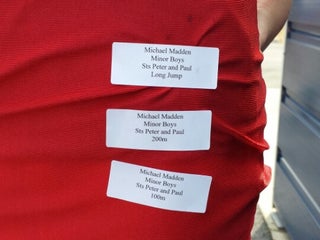 Michael Madden
Minor Boys
Sts Peter and Paul
Long Jump
Michael Madden
Minor Boys
Sts Peter and Paul
200m
Michael Madden
Minor Boys
Sts Peter and Paul
100m